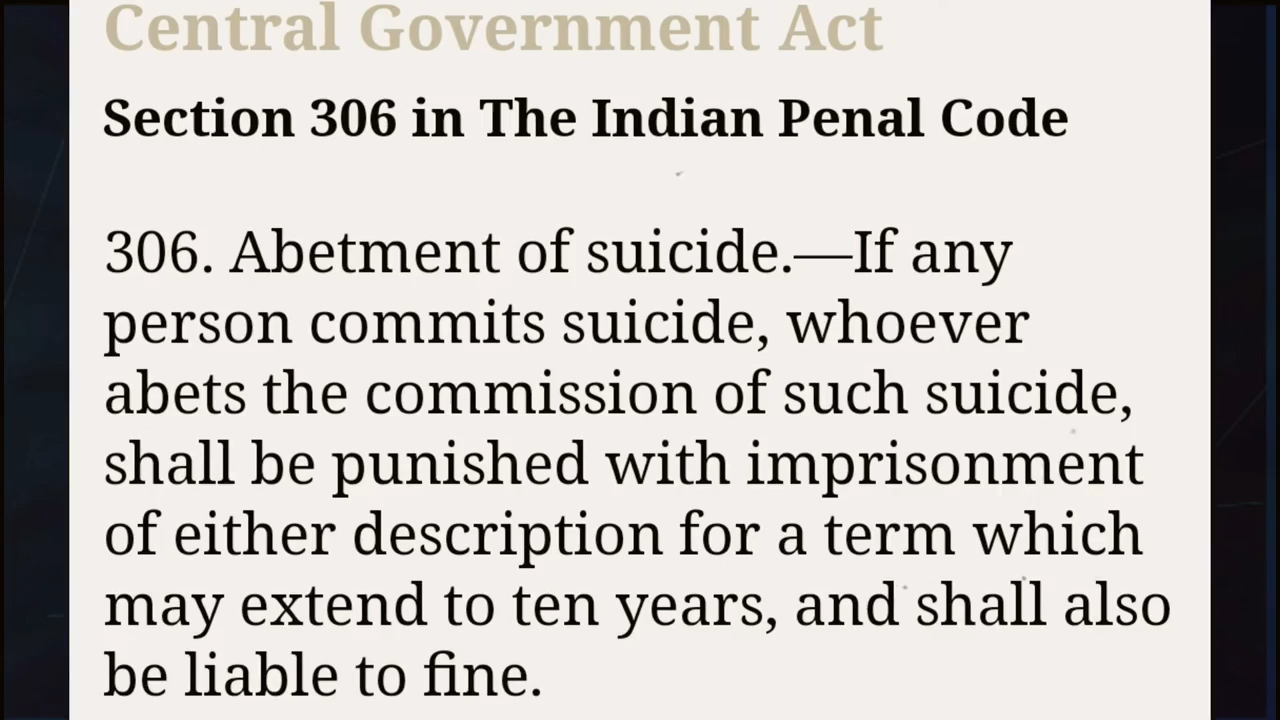 Central Government Act
Section 306 in The Indian Penal Code
306. Abetment of suicide.—If any
person commits suicide, whoever
abets the commission of such suicide,
shall be punished with imprisonment
of either description for a term which
may extend to ten years, and shall also
be liable to fine.